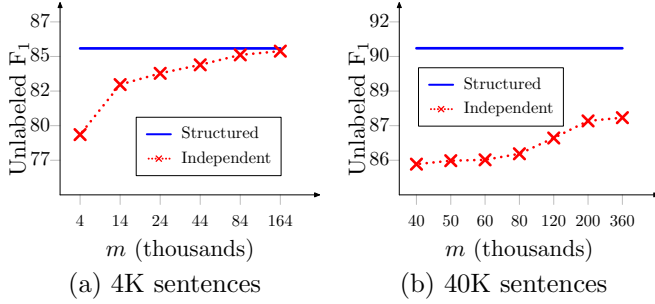 Unlabeled F1
87
85
82
80
77
Structured
Independent
4 14 24 44 84 164
m (thousands)
(a) 4K sentences
Unlabeled F1
92
90
89
87
86
Structured
Independent
40 50 60 80 120 200 360
m (thousands)
(b) 40K sentences